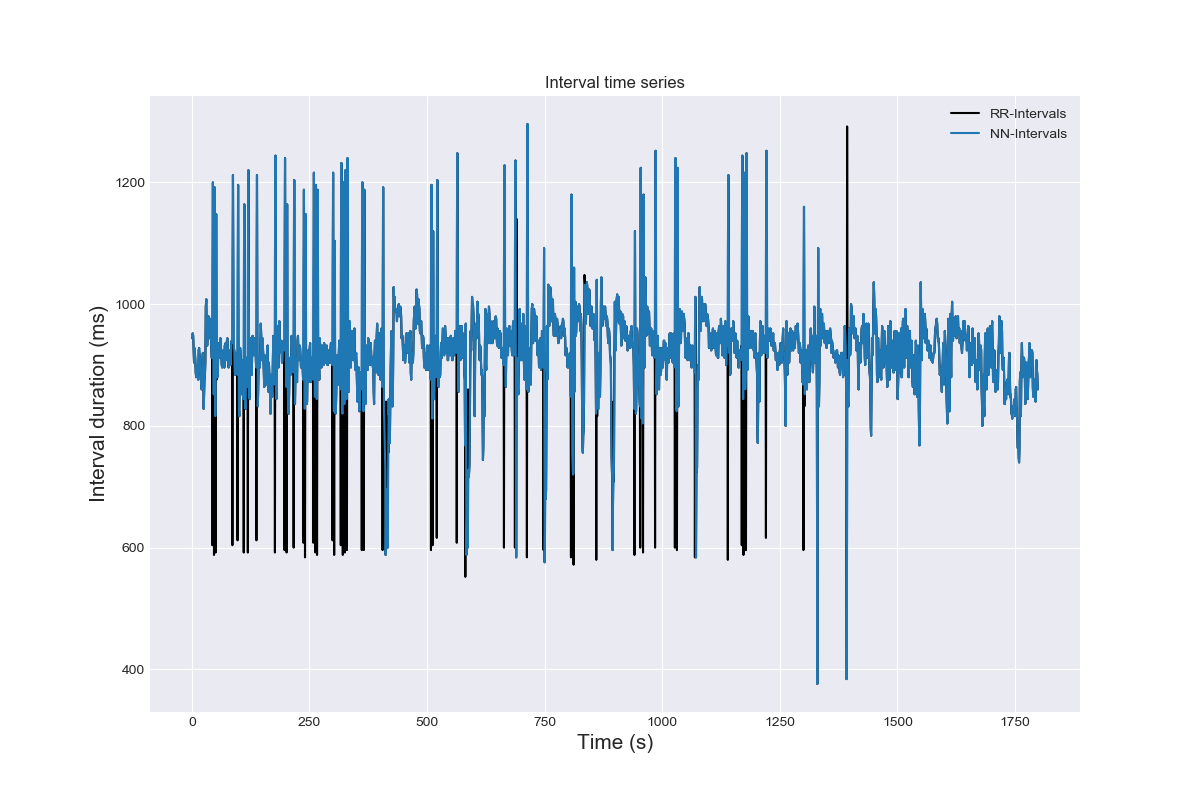 Interval time series
RR-Intervals
NN-Intervals
Interval duration (ms)
1200
1000
800
600
400
0
250
500
750
1000
1250
1500
1750
Time (s)